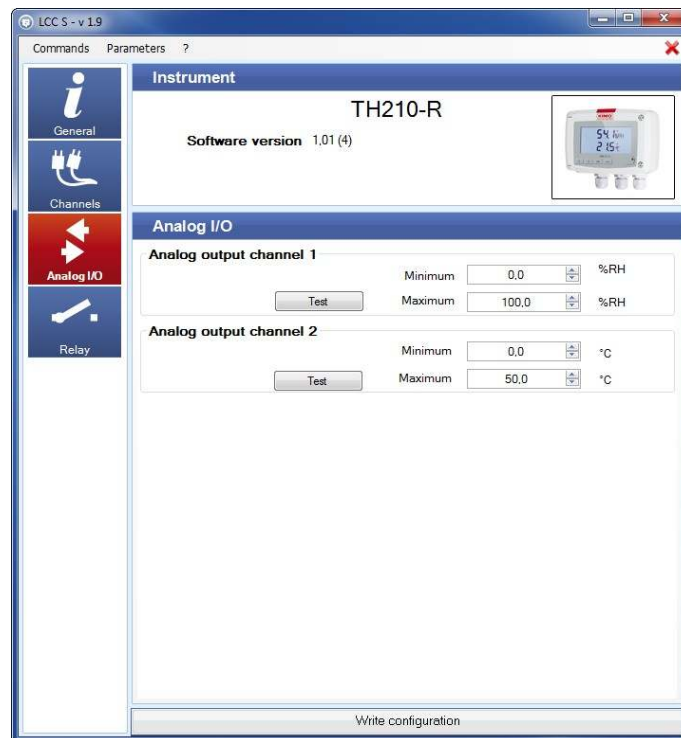 LCC S - v 1.9
Commands Parameters ?
General
Channels
Analog I/O
Relay
Instrument
TH210-R
Software version 1,01 (4)
Analog I/O
Analog output channel 1
Minimum 0,0 %RH
Test Maximum 100,0 %RH
Analog output channel 2
Minimum 0,0 °C
Test Maximum 50,0 °C
Write configuration